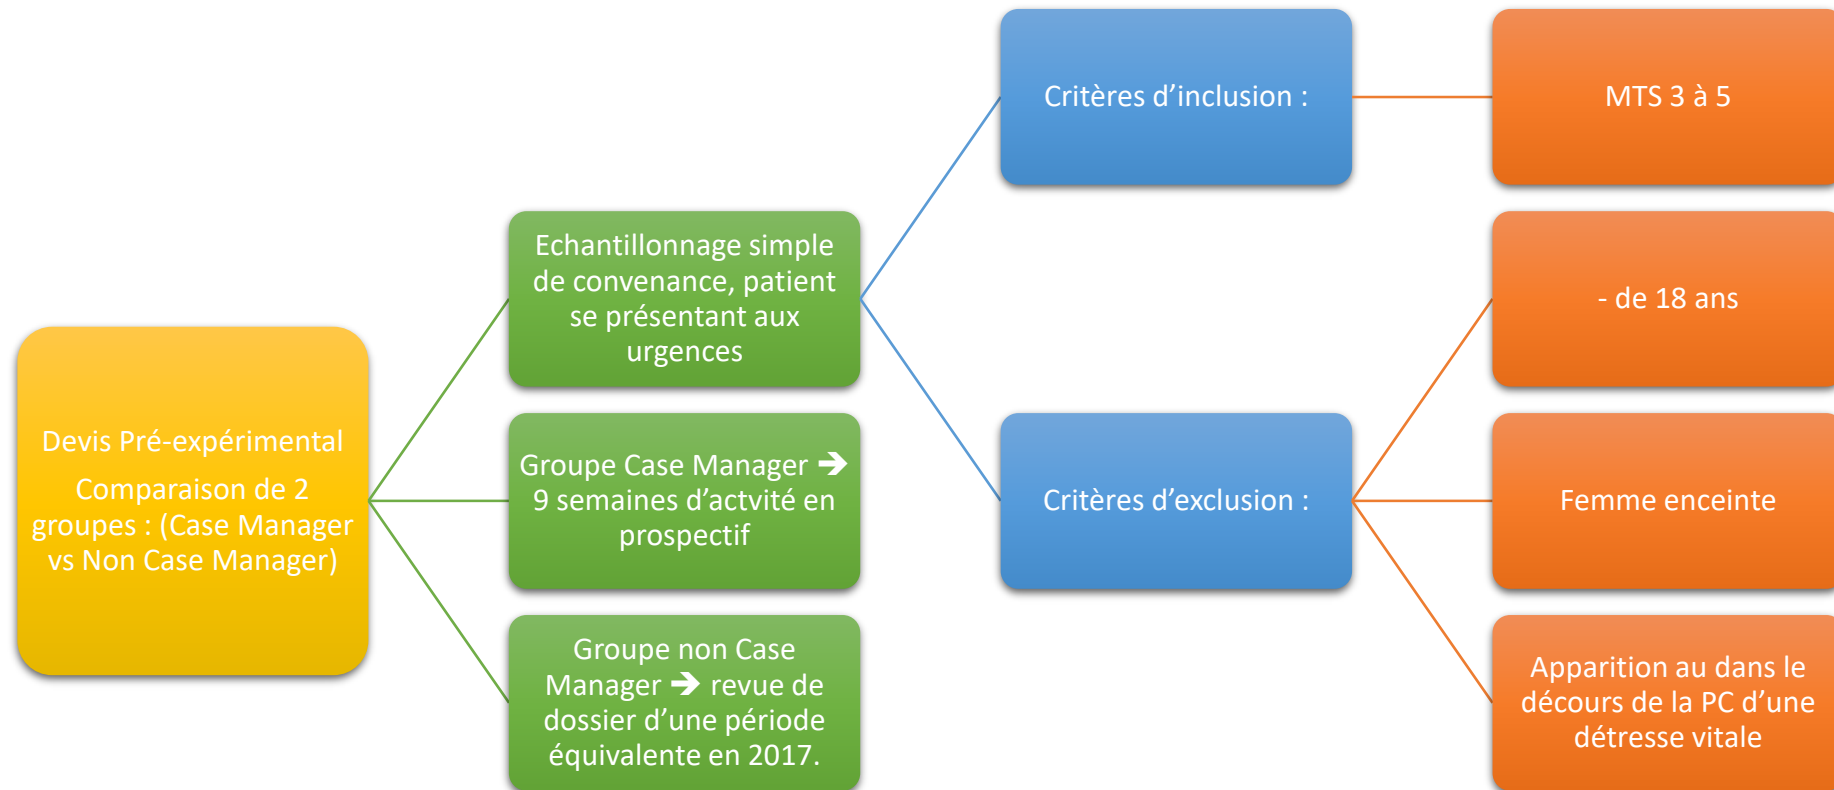 Devis Pré-expérimental
Comparaison de 2
groupes : (Case Manager
vs Non Case Manager)
Echantillonnage simple
de convenance, patient
se présentant aux
urgences
Groupe Case Manager ➔
9 semaines d'actvité en
prospectif
Groupe non Case
Manager ➔ revue de
dossier d'une période
équivalente en 2017.
Critères d'inclusion :
MTS 3 à 5
Critères d'exclusion :
- de 18 ans
Femme enceinte
Apparition au dans le
décours de la PC d'une
détresse vitale